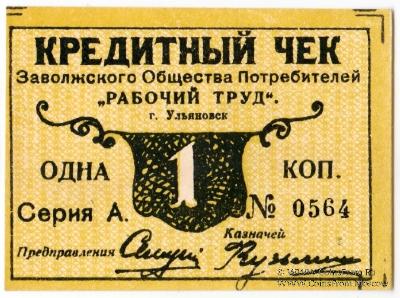 КРЕДИТНЫЙ ЧЕК
Заволжского Общества Потребителей
„РАБОЧИЙ ТРУД“.
г. Ульяновск
ОДНА 1 КОП.
Серия А. № 0564
Казначей
Предправления